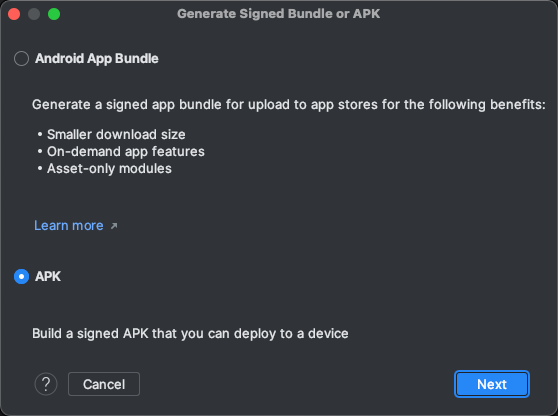 Generate Signed Bundle or APK
Android App Bundle
Generate a signed app bundle for upload to app stores for the following benefits:
• Smaller download size
• On-demand app features
• Asset-only modules
Learn more ↗
APK
Build a signed APK that you can deploy to a device
? Cancel Next